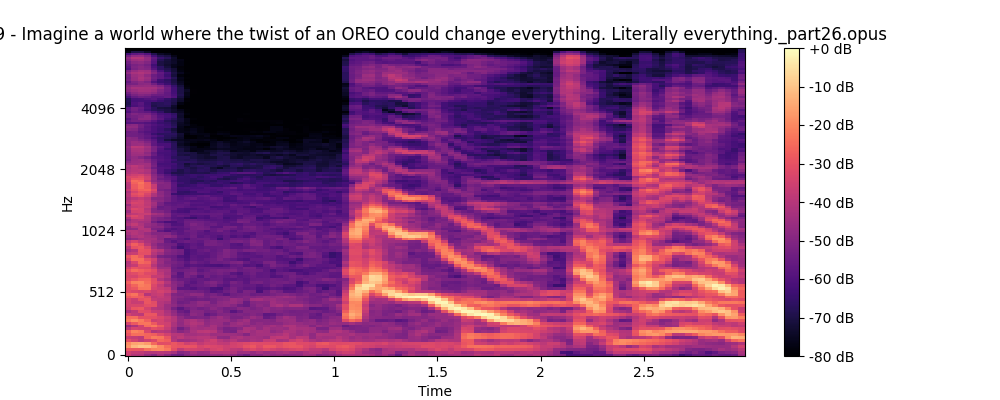 9 - Imagine a world where the twist of an OREO could change everything. Literally everything._part26.opus
+0 dB
4096
-10 dB
-20 dB
2048
-30 dB
Hz
1024
-40 dB
-50 dB
512
-60 dB
-70 dB
0
-80 dB
0 0.5 1 1.5 2 2.5
Time